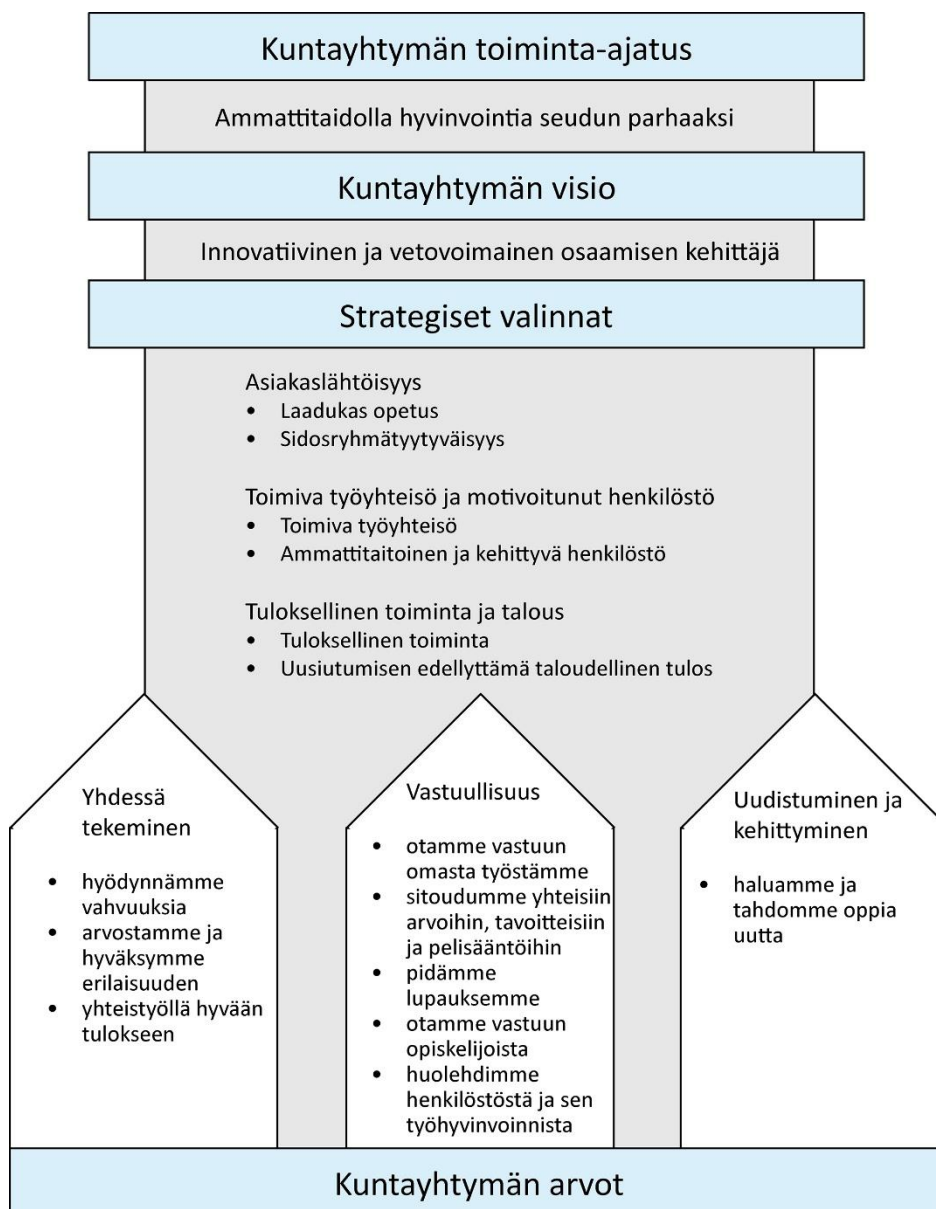 Kuntayhtymän toiminta-ajatus
Ammattitaidolla hyvinvointia seudun parhaaksi
Kuntayhtymän visio
Innovatiivinen ja vetovoimainen osaamisen kehittäjä
Strategiset valinnat
Asiakaslähtöisyys
• Laadukas opetus
• Sidosryhmätyytyväisyys
Toimiva työyhteisö ja motivoitunut henkilöstö
• Toimiva työyhteisö
• Ammattitaitoinen ja kehittyvä henkilöstö
Tuloksellinen toiminta ja talous
• Tuloksellinen toiminta
• Uusiutumisen edellyttämä taloudellinen tulos
Yhdessä
tekeminen
• hyödynnämme
vahvuuksia
• arvostamme ja
hyväksymme
erilaisuuden
• yhteistyöllä hyvään
tulokseen
Vastuullisuus
• otamme vastuun
omasta työstämme
• sitoudumme yhteisiin
arvoihin, tavoitteisiin
ja pelisääntöihin
• pidämme
lupauksemme
• otamme vastuun
opiskelijoista
• huolehdimme
henkilöstöstä ja sen
työhyvinvoinnista
Uudistuminen ja
kehittyminen
• haluamme ja
tahdomme oppia
uutta
Kuntayhtymän arvot